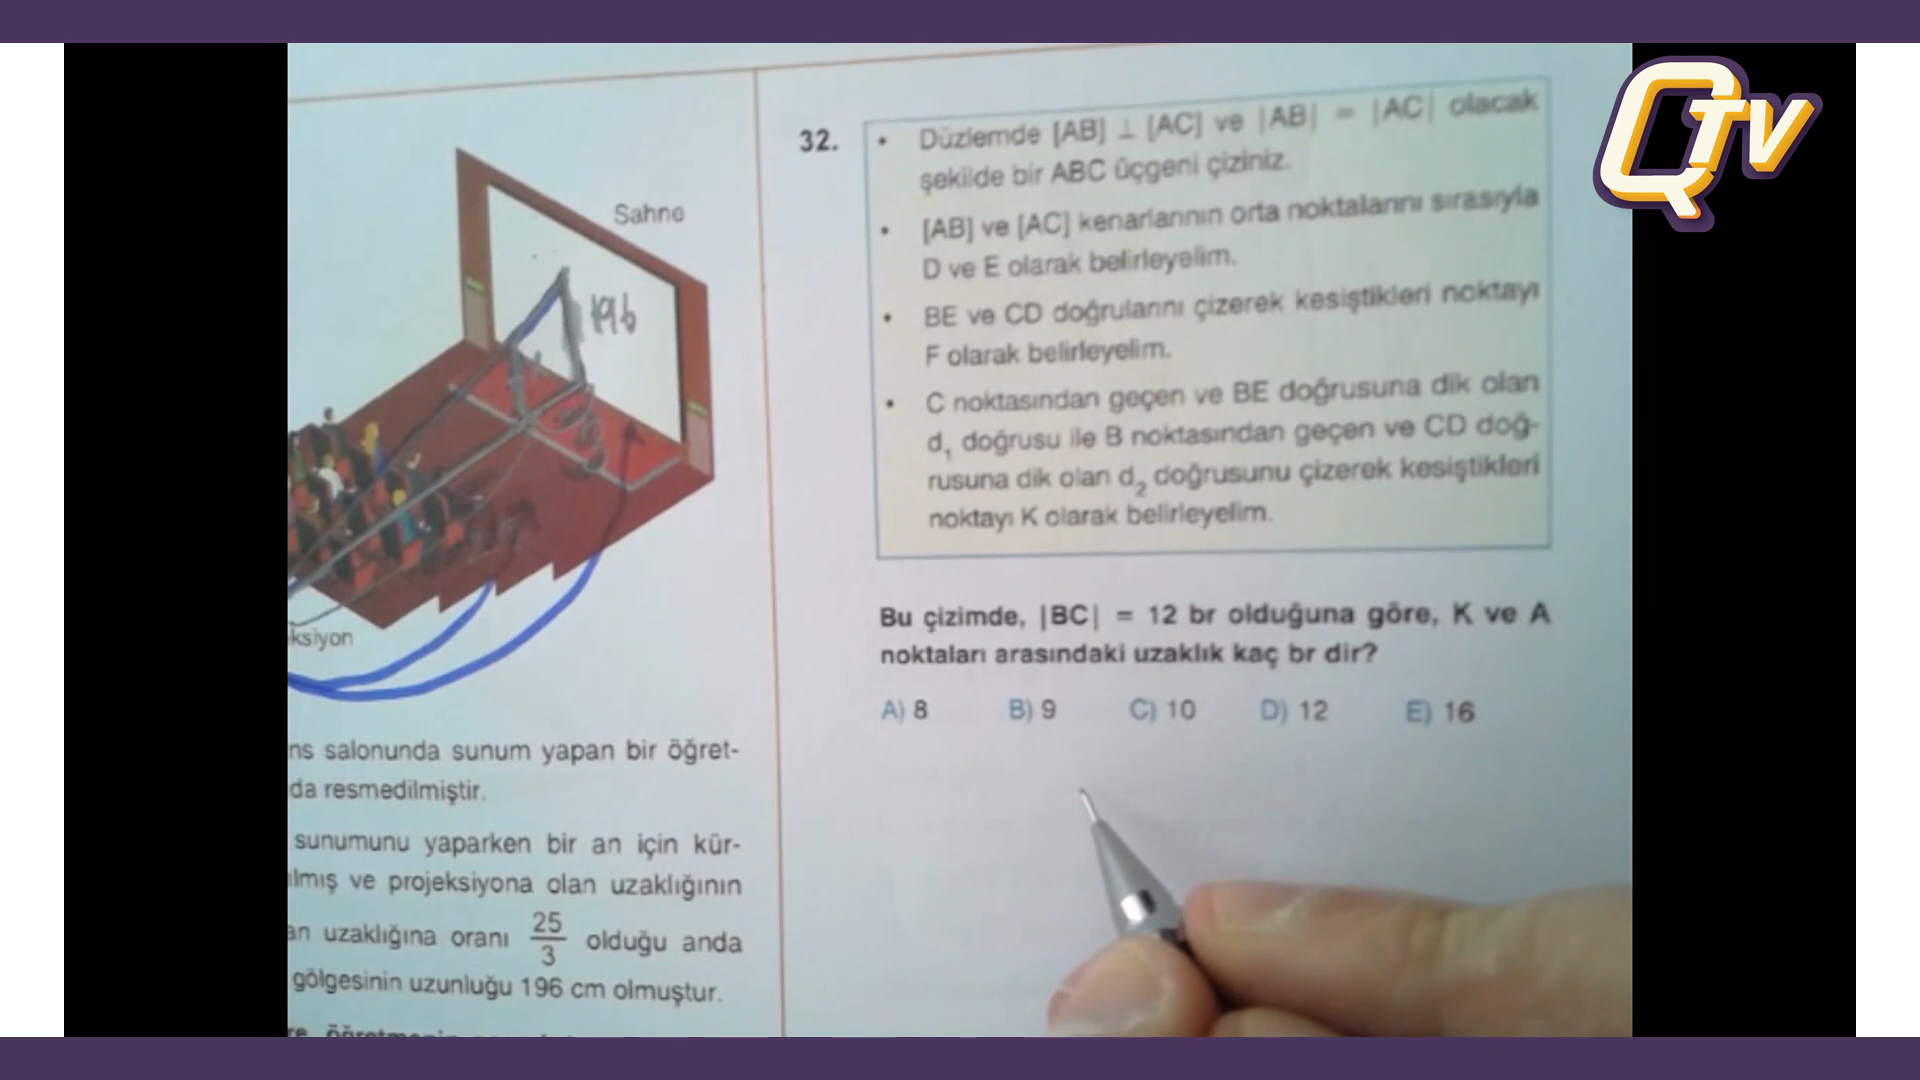 QTV
Sahne
196
ksiyon
ns salonunda sunum yapan bir öğret-
da resmedilmiştir.
sunumunu yaparken bir an için kür-
lmış ve projeksiyona olan uzaklığının
an uzaklığına oranı 25/3 olduğu anda
gölgesinin uzunluğu 196 cm olmuştur.
32.
• Düzlemde [AB] ⊥ [AC] ve |AB| = |AC| olacak
şekilde bir ABC üçgeni çiziniz.
• [AB] ve [AC] kenarlarının orta noktalarını sırasıyla
D ve E olarak belirleyelim.
• BE ve CD doğrularını çizerek kesiştikleri noktayı
F olarak belirleyelim.
• C noktasından geçen ve BE doğrusuna dik olan
d₁ doğrusu ile B noktasından geçen ve CD doğ-
rusuna dik olan d₂ doğrusunu çizerek kesiştikleri
noktayı K olarak belirleyelim.
Bu çizimde, |BC| = 12 br olduğuna göre, K ve A
noktaları arasındaki uzaklık kaç br dir?
A) 8 B) 9 C) 10 D) 12 E) 16